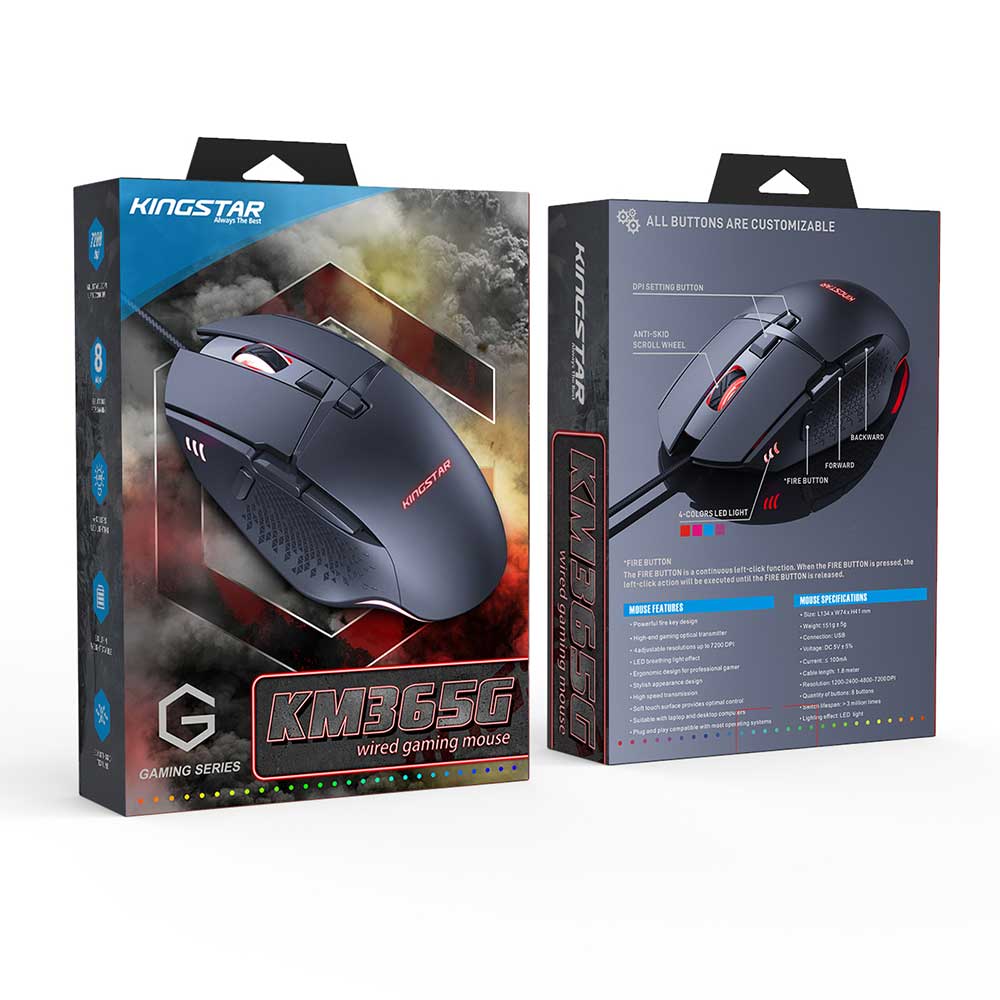 KINGSTAR
Always The Best
7200
8
KINGSTAR
G
GAMING SERIES
KM365G
wired gaming mouse
KINGSTAR
Always The Best
KM365G
wired gaming mouse
ALL BUTTONS ARE CUSTOMIZABLE
DPI SETTING BUTTON
ANTI-SKID
SCROLL WHEEL
KINGSTAR
BACKWARD
FORWARD
*FIRE BUTTON
4-COLORS LED LIGHT
*FIRE BUTTON
The FIRE BUTTON is a continuous left-click function. When the FIRE BUTTON is pressed, the
left-click action will be executed until the FIRE BUTTON is released.
MOUSE FEATURES
• Powerful fire key design
• High-end gaming optical transmitter
• 4 adjustable resolutions up to 7200 DPI
• LED breathing light effect
• Ergonomic design for professional gamer
• Stylish appearance design
• High speed transmission
• Soft touch surface provides optimal control
• Suitable with laptop and desktop computers
• Plug and play compatible with most operating systems
MOUSE SPECIFICATIONS
• Size: L134 x W74 x H41 mm
• Weight: 151g ± 5g
• Connection: USB
• Voltage: DC 5V ± 5%
• Current: ≤ 100mA
• Cable length: 1.8 meter
• Resolution: 1200-2400-4800-7200 DPI
• Quantity of buttons: 8 buttons
• Switch lifespan: > 3 million times
• Lighting effect: LED light